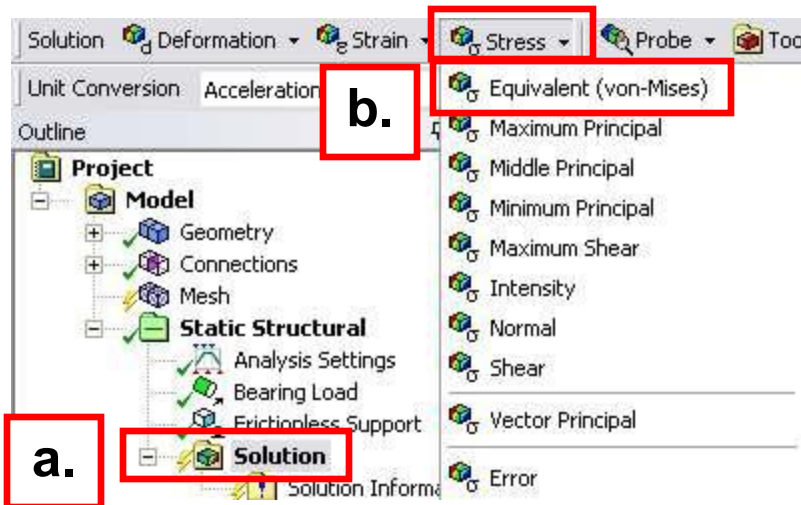 Solution Deformation Strain Stress Probe
Unit Conversion Acceleration
b.
Equivalent (von-Mises)
Maximum Principal
Middle Principal
Minimum Principal
Maximum Shear
Intensity
Normal
Shear
Vector Principal
Error
Outline
Project
Model
Geometry
Connections
Mesh
Static Structural
Analysis Settings
Bearing Load
Frictionless Support
a.
Solution
Solution